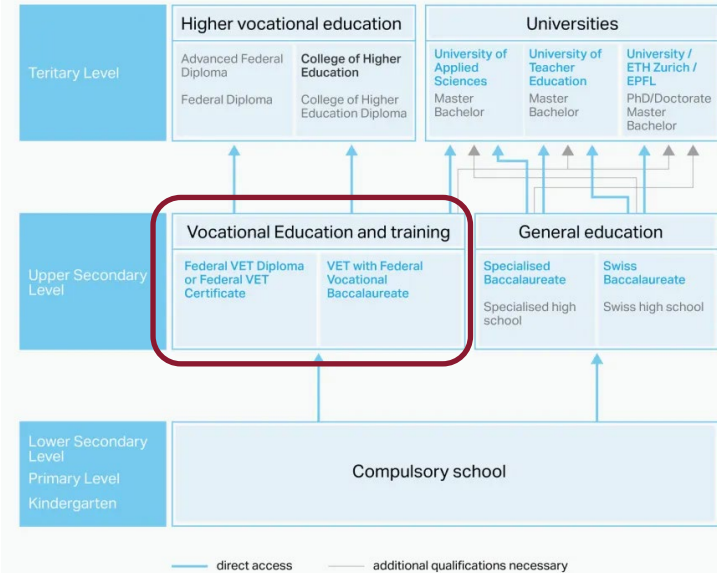 Higher vocational education
Universities
Teritary Level
Advanced Federal
Diploma
Federal Diploma
College of Higher
Education
College of Higher
Education Diploma
University of
Applied
Sciences
Master
Bachelor
University of
Teacher
Education
Master
Bachelor
University /
ETH Zurich /
EPFL
PhD/Doctorate
Master
Bachelor
Vocational Education and training
General education
Upper Secondary
Level
Federal VET Diploma
or Federal VET
Certificate
VET with Federal
Vocational
Baccalaureate
Specialised
Baccalaureate
Specialised high
school
Swiss
Baccalaureate
Swiss high school
Lower Secondary
Level
Primary Level
Kindergarten
Compulsory school
direct access
additional qualifications necessary